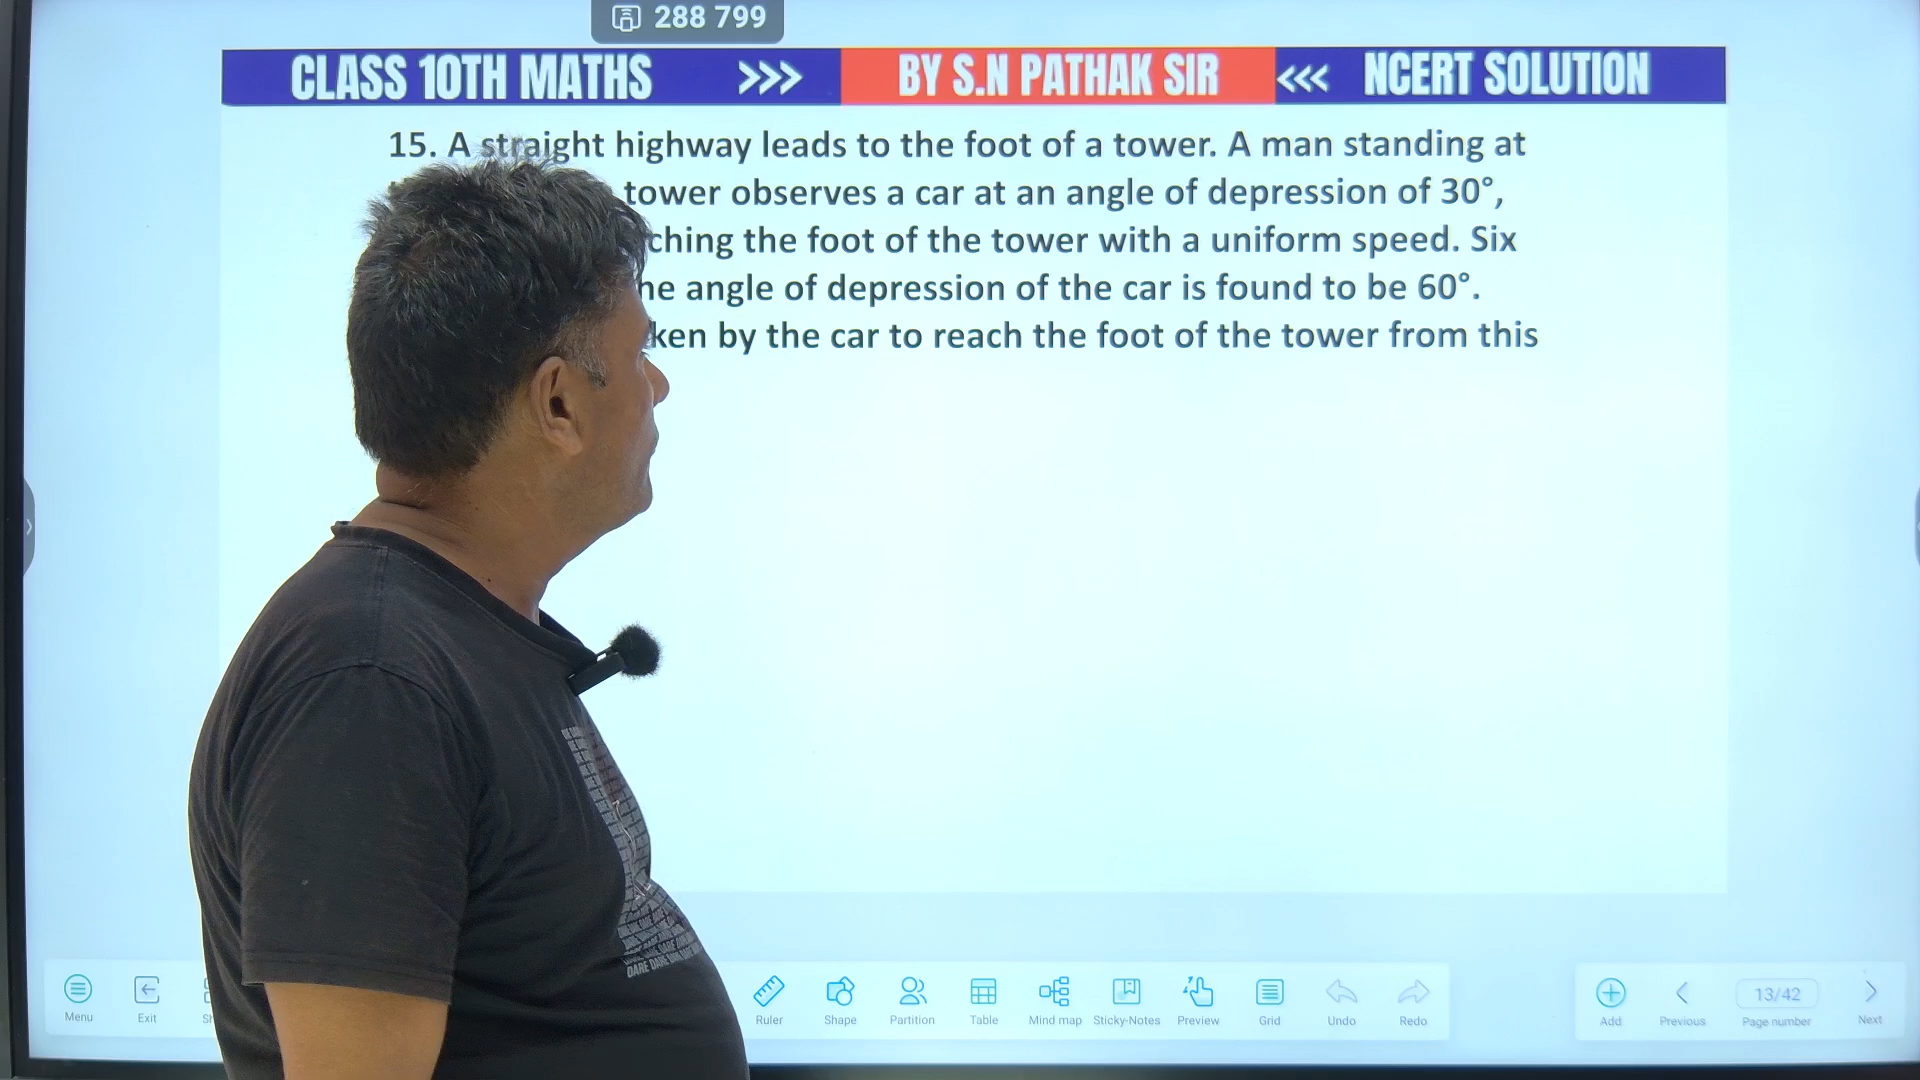 288 799
CLASS 10TH MATHS >>> BY S.N PATHAK SIR <<< NCERT SOLUTION
15. A straight highway leads to the foot of a tower. A man standing at
tower observes a car at an angle of depression of 30°,
the foot of the tower with a uniform speed. Six
angle of depression of the car is found to be 60°.
by the car to reach the foot of the tower from this
DARE DARE
Menu Exit Ruler Shape Partition Table Mind map Sticky-Notes Preview Grid Undo Redo Add Previous 13/42 Page number Next